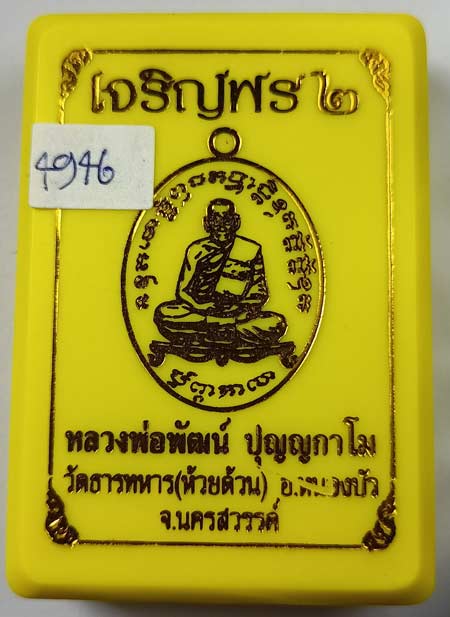 เจริญพร ๒
4946
หลวงพ่อพัฒน์ ปุญญกาโม
วัดธารทหาร(ห้วยด้วน) อ.หนองบัว
จ.นครสวรรค์